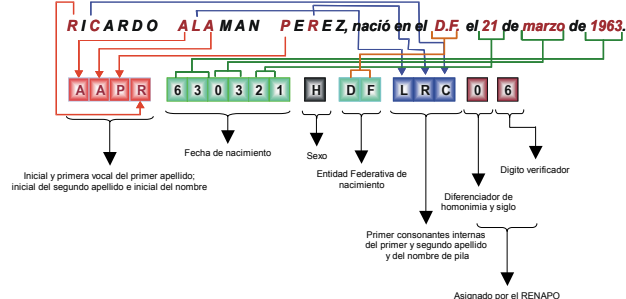 RICARDO ALAMAN PEREZ, nació en el D.F. el 21 de marzo de 1963.
A A P R 6 3 0 3 2 1 H D F L R C 0 6
Fecha de nacimiento
Sexo
Digito verificador
Inicial y primera vocal del primer apellido;
inicial del segundo apellido e inicial del nombre
Entidad Federativa de
nacimiento
Diferenciador de
homonimia y siglo
Primer consonantes internas
del primer y segundo apellido
y del nombre de pila
Asignado por el RENAPO